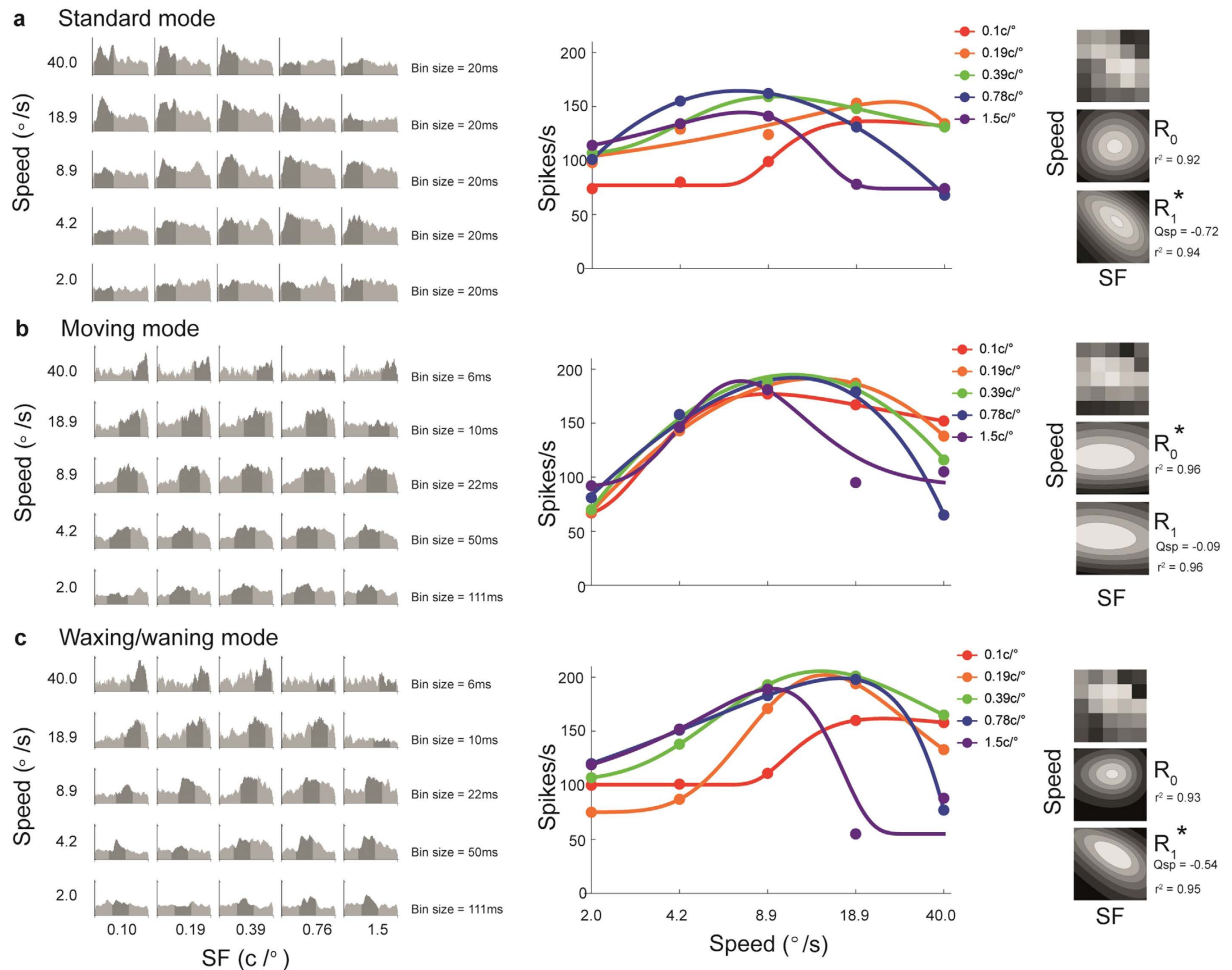 a Standard mode
Speed (°/s)
40.0
Bin size = 20ms
18.9
Bin size = 20ms
8.9
Bin size = 20ms
4.2
Bin size = 20ms
2.0
Bin size = 20ms
Spikes/s
200
150
100
50
0
0.1c/°
0.19c/°
0.39c/°
0.78c/°
1.5c/°
Speed
R0
r² = 0.92
R1*
Qsp = -0.72
r² = 0.94
SF
b Moving mode
Speed (°/s)
40.0
Bin size = 6ms
18.9
Bin size = 10ms
8.9
Bin size = 22ms
4.2
Bin size = 50ms
2.0
Bin size = 111ms
Spikes/s
200
150
100
50
0
0.1c/°
0.19c/°
0.39c/°
0.78c/°
1.5c/°
Speed
R0*
r² = 0.96
R1
Qsp = -0.09
r² = 0.96
SF
c Waxing/waning mode
Speed (°/s)
40.0
Bin size = 6ms
18.9
Bin size = 10ms
8.9
Bin size = 22ms
4.2
Bin size = 50ms
2.0
Bin size = 111ms
0.10 0.19 0.39 0.76 1.5
SF (c /°)
Spikes/s
200
150
100
50
0
2.0 4.2 8.9 18.9 40.0
Speed (°/s)
0.1c/°
0.19c/°
0.39c/°
0.78c/°
1.5c/°
Speed
R0
r² = 0.93
R1*
Qsp = -0.54
r² = 0.95
SF